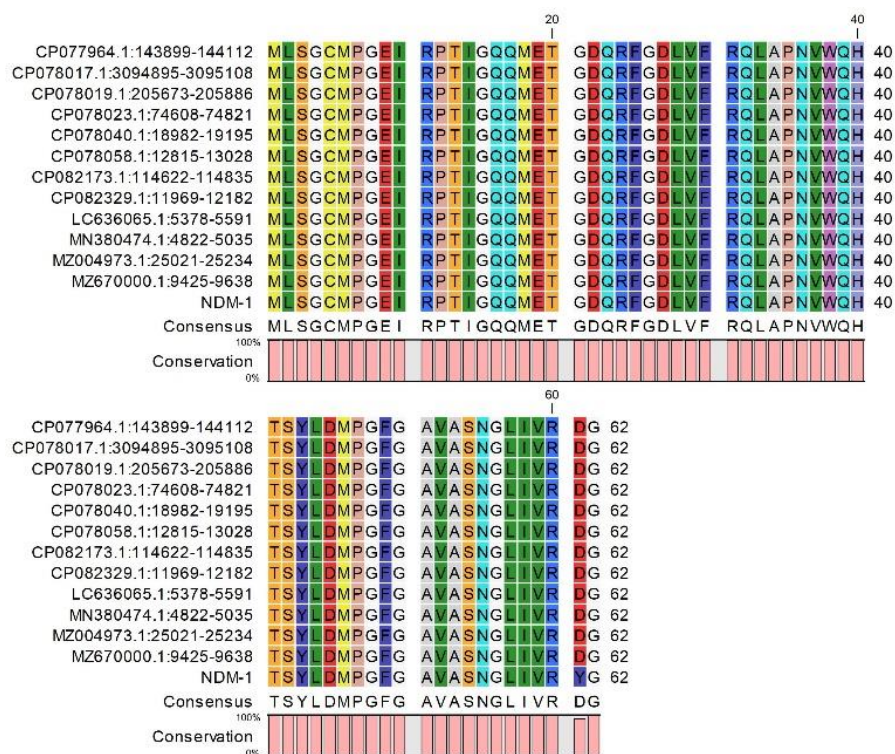 20 40
CP077964.1:143899-144112 MLSGCMPGEI RPTIGQQMET GDQRFGDLVF RQLAPNVWQH 40
CP078017.1:3094895-3095108 MLSGCMPGEI RPTIGQQMET GDQRFGDLVF RQLAPNVWQH 40
CP078019.1:205673-205886 MLSGCMPGEI RPTIGQQMET GDQRFGDLVF RQLAPNVWQH 40
CP078023.1:74608-74821 MLSGCMPGEI RPTIGQQMET GDQRFGDLVF RQLAPNVWQH 40
CP078040.1:18982-19195 MLSGCMPGEI RPTIGQQMET GDQRFGDLVF RQLAPNVWQH 40
CP078058.1:12815-13028 MLSGCMPGEI RPTIGQQMET GDQRFGDLVF RQLAPNVWQH 40
CP082173.1:114622-114835 MLSGCMPGEI RPTIGQQMET GDQRFGDLVF RQLAPNVWQH 40
CP082329.1:11969-12182 MLSGCMPGEI RPTIGQQMET GDQRFGDLVF RQLAPNVWQH 40
LC636065.1:5378-5591 MLSGCMPGEI RPTIGQQMET GDQRFGDLVF RQLAPNVWQH 40
MN380474.1:4822-5035 MLSGCMPGEI RPTIGQQMET GDQRFGDLVF RQLAPNVWQH 40
MZ004973.1:25021-25234 MLSGCMPGEI RPTIGQQMET GDQRFGDLVF RQLAPNVWQH 40
MZ670000.1:9425-9638 MLSGCMPGEI RPTIGQQMET GDQRFGDLVF RQLAPNVWQH 40
NDM-1 MLSGCMPGEI RPTIGQQMET GDQRFGDLVF RQLAPNVWQH 40
Consensus MLSGCMPGEI RPTIGQQMET GDQRFGDLVF RQLAPNVWQH
100%
Conservation
0%
60
CP077964.1:143899-144112 TSYLDMPGFG AVASNGLIVR DG 62
CP078017.1:3094895-3095108 TSYLDMPGFG AVASNGLIVR DG 62
CP078019.1:205673-205886 TSYLDMPGFG AVASNGLIVR DG 62
CP078023.1:74608-74821 TSYLDMPGFG AVASNGLIVR DG 62
CP078040.1:18982-19195 TSYLDMPGFG AVASNGLIVR DG 62
CP078058.1:12815-13028 TSYLDMPGFG AVASNGLIVR DG 62
CP082173.1:114622-114835 TSYLDMPGFG AVASNGLIVR DG 62
CP082329.1:11969-12182 TSYLDMPGFG AVASNGLIVR DG 62
LC636065.1:5378-5591 TSYLDMPGFG AVASNGLIVR DG 62
MN380474.1:4822-5035 TSYLDMPGFG AVASNGLIVR DG 62
MZ004973.1:25021-25234 TSYLDMPGFG AVASNGLIVR DG 62
MZ670000.1:9425-9638 TSYLDMPGFG AVASNGLIVR DG 62
NDM-1 TSYLDMPGFG AVASNGLIVR YG 62
Consensus TSYLDMPGFG AVASNGLIVR DG
100%
Conservation
0%